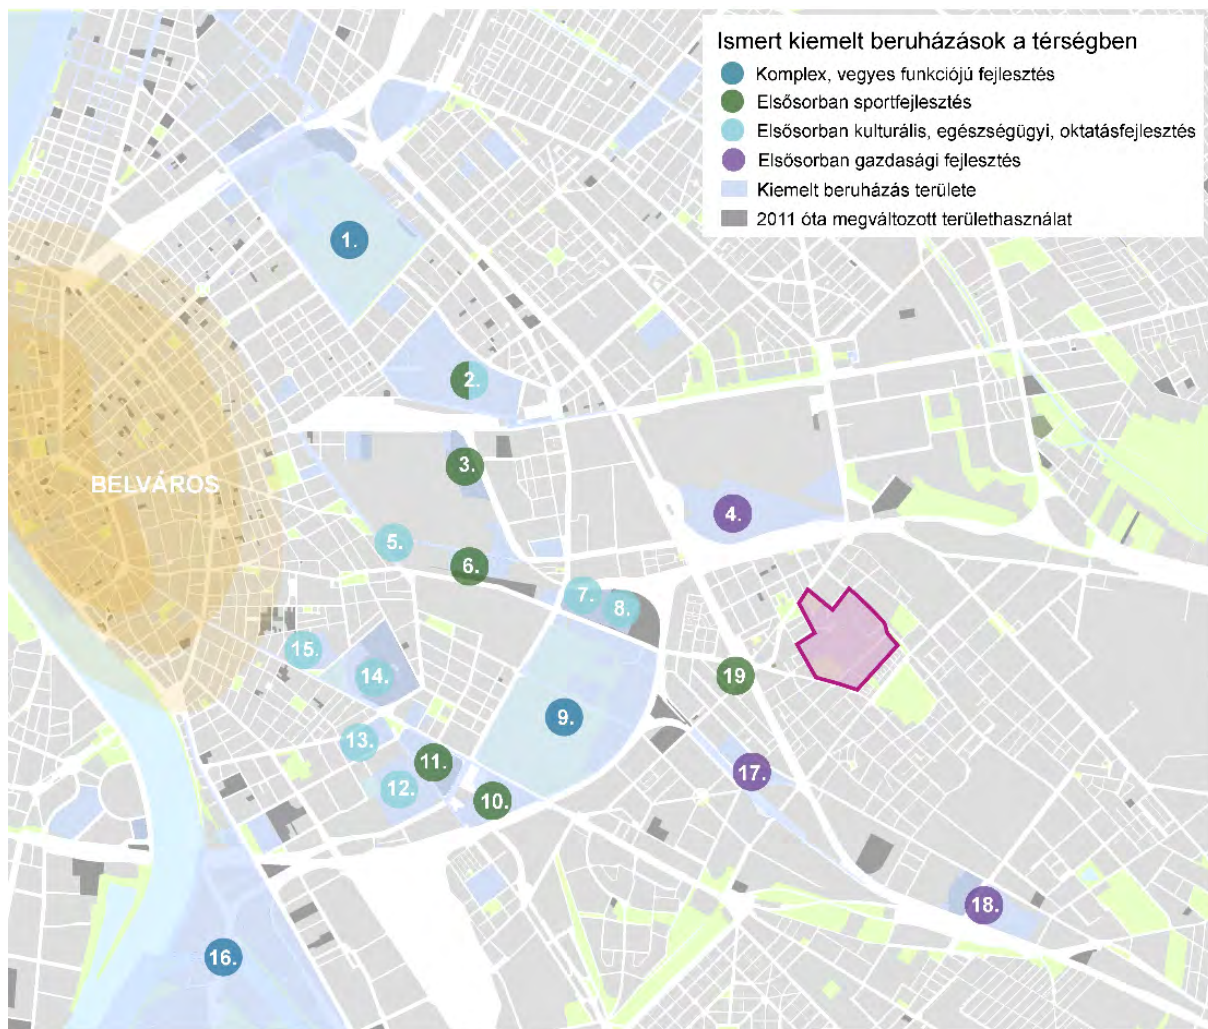 Ismert kiemelt beruházások a térségben
Komplex, vegyes funkciójú fejlesztés
Elsősorban sportfejlesztés
Elsősorban kulturális, egészségügyi, oktatásfejlesztés
Elsősorban gazdasági fejlesztés
Kiemelt beruházás területe
2011 óta megváltozott területhasználat
1.
2.
3.
BELVÁROS
4.
5.
6.
7.
8.
15.
14.
19
9.
13.
11.
17.
12.
10.
18.
16.